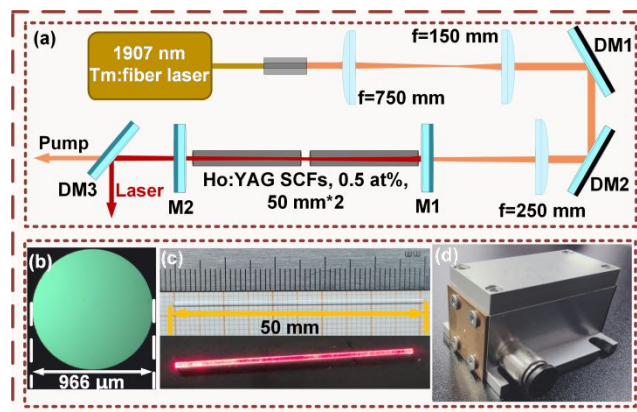 (a)
1907 nm
Tm:fiber laser
f=750 mm
f=150 mm
DM1
DM2
f=250 mm
M1
Ho:YAG SCFs, 0.5 at%,
50 mm*2
M2
DM3
Pump
Laser
(b)
966 μm
(c)
50 mm
(d)